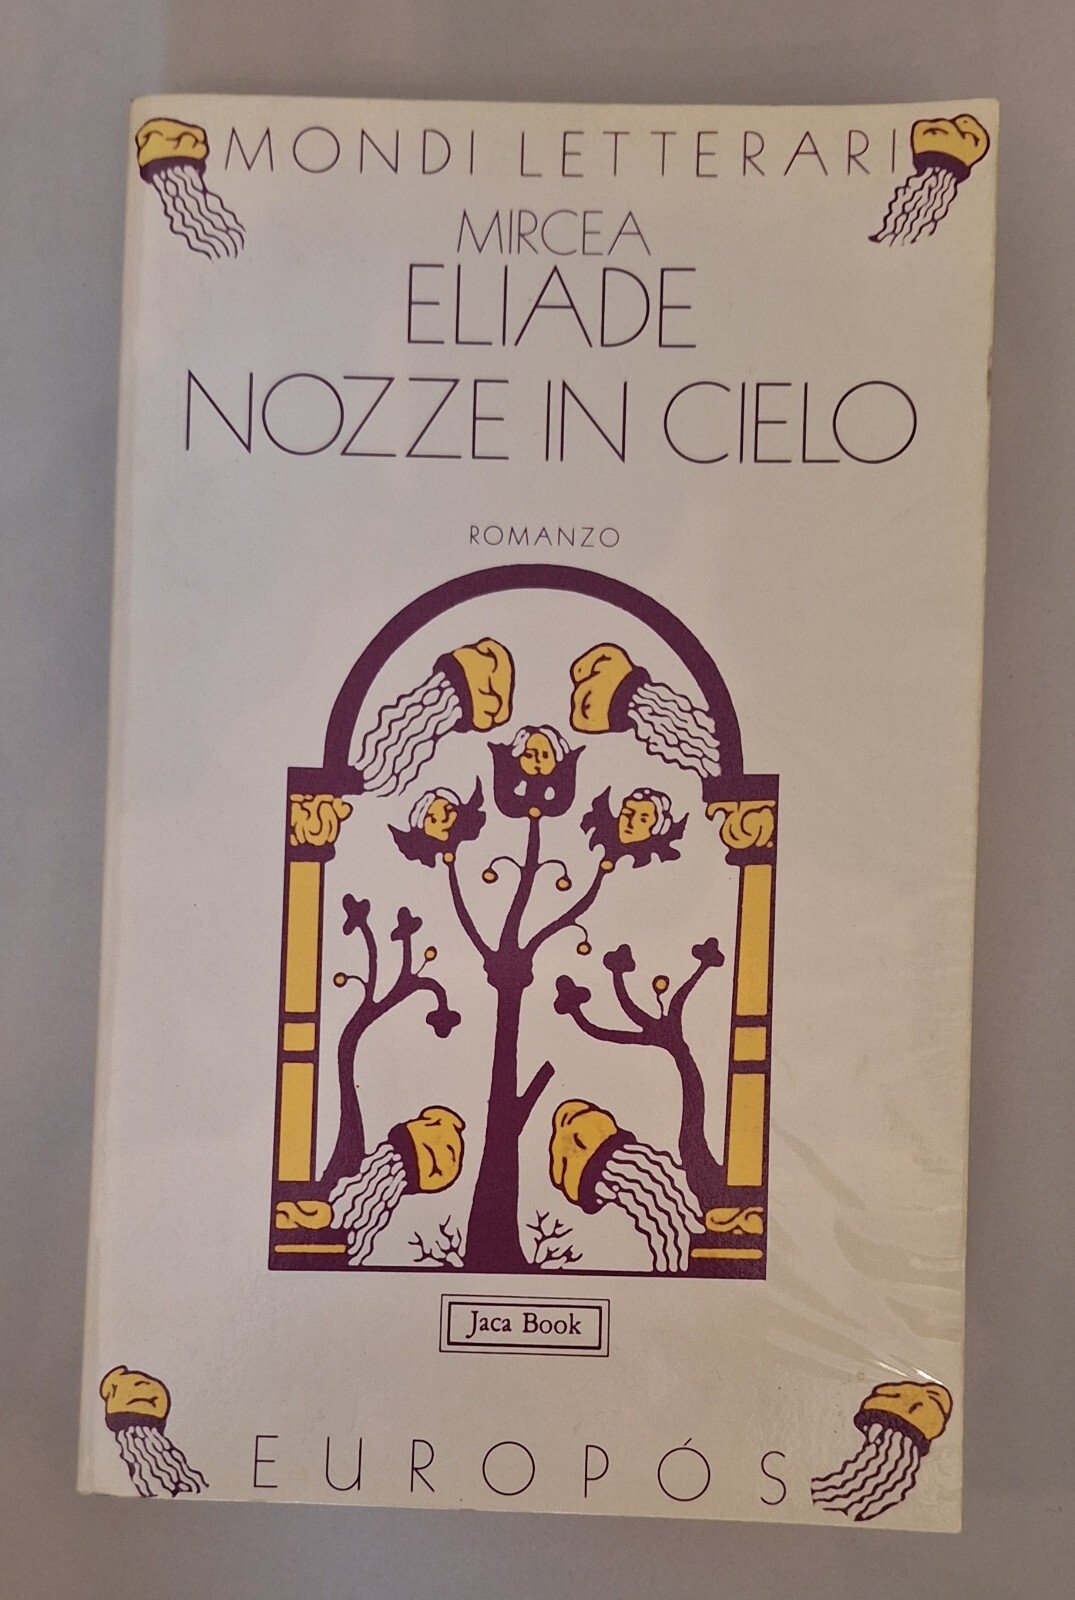 MONDI LETTERARI
MIRCEA
ELIADE
NOZZE IN CIELO
ROMANZO
Jaca Book
EUROPÓS